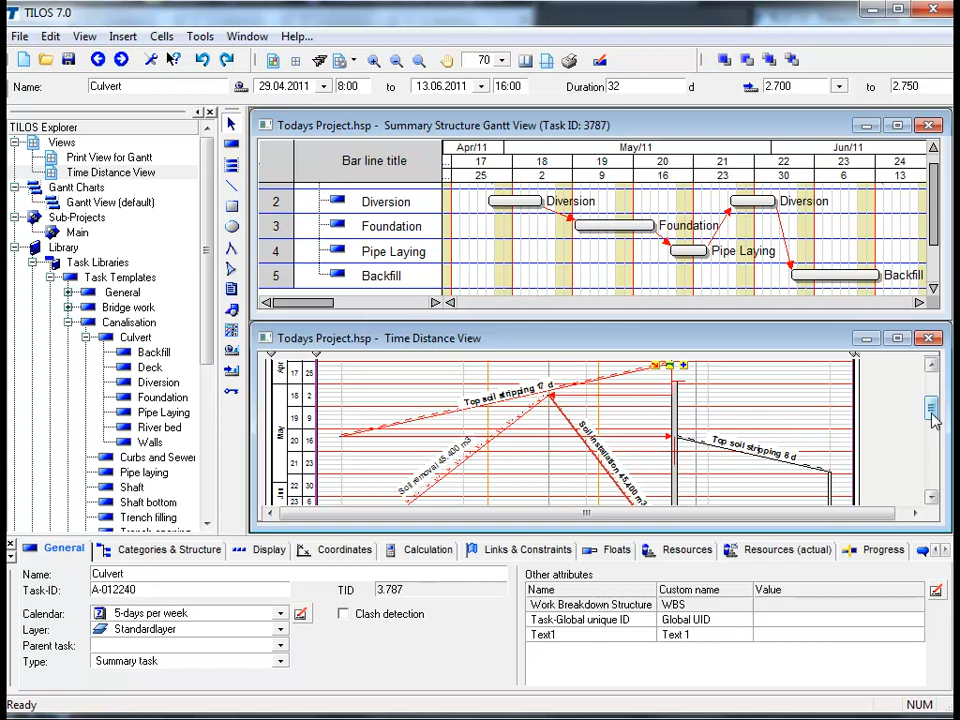 TILOS 7.0
File Edit View Insert Cells Tools Window Help...
70
Name: Culvert 29.04.2011 8:00 to 13.06.2011 16:00 Duration 32 d 2.700 to 2.750
TILOS Explorer
Views
Print View for Gantt
Time Distance View
Gantt Charts
Gantt View (default)
Sub-Projects
Main
Library
Task Libraries
Task Templates
General
Bridge work
Canalisation
Culvert
Backfill
Deck
Diversion
Foundation
Pipe Laying
River bed
Walls
Curbs and Sewer
Pipe laying
Shaft
Shaft bottom
Trench filling
Todays Project.hsp - Summary Structure Gantt View (Task ID: 3787)
Bar line title
Apr/11 May/11 Jun/11
17 18 19 20 21 22 23 24
25 2 9 16 23 30 6 13
2 Diversion Diversion Diversion
3 Foundation Foundation
4 Pipe Laying Pipe Laying
5 Backfill Backfill
Todays Project.hsp - Time Distance View
Apr
May
Jun
17 25
18 2
19 9
20 16
21 23
22 30
23 6
Top soil stripping 17 d
Soil removal 45.400 m3
Soil installation 45.400 m3
Top soil stripping 8 d
General Categories & Structure Display Coordinates Calculation Links & Constraints Floats Resources Resources (actual) Progress
Name: Culvert
Task-ID: A-012240 TID 3.787
Calendar: 5-days per week Clash detection
Layer: Standardlayer
Parent task:
Type: Summary task
Other attributes
Name Custom name Value
Work Breakdown Structure WBS
Task-Global unique ID Global UID
Text1 Text 1
Ready NUM